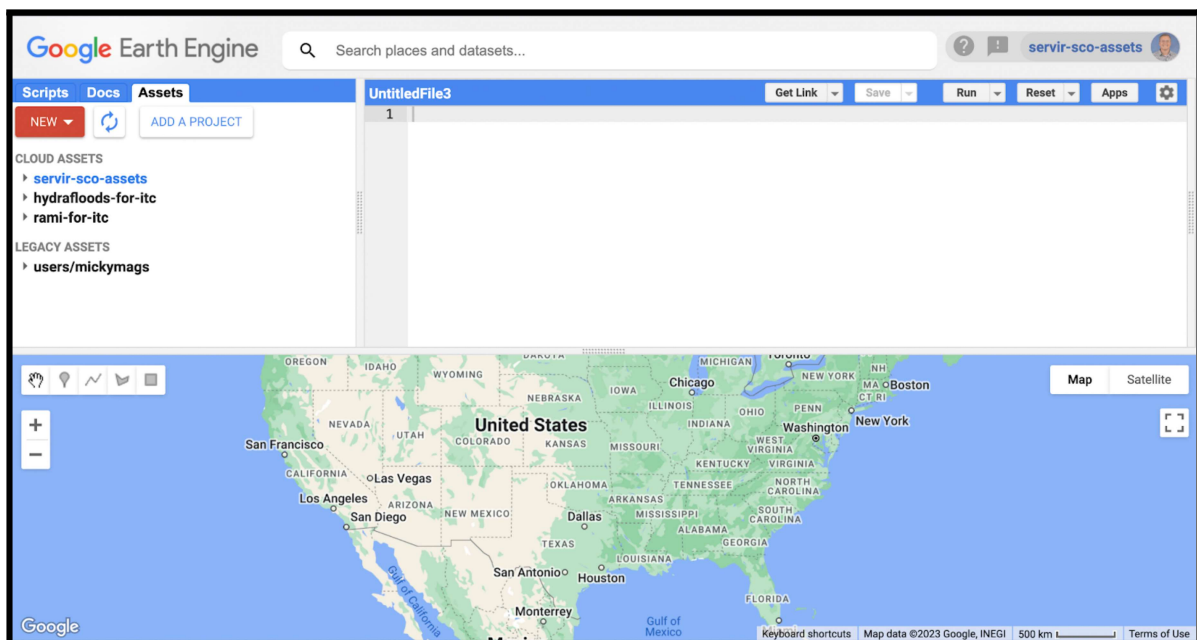 Google Earth Engine
Search places and datasets...
servir-sco-assets
Scripts Docs Assets
NEW
ADD A PROJECT
CLOUD ASSETS
servir-sco-assets
hydrafloods-for-itc
rami-for-itc
LEGACY ASSETS
users/mickymags
UntitledFile3
Get Link
Save
Run
Reset
Apps
1
Map
Satellite
OREGON
IDAHO
WYOMING
MICHIGAN
Toronto
NEW YORK
NH
MA
Boston
CT RI
NEBRASKA
IOWA
Chicago
ILLINOIS
INDIANA
OHIO
PENN
New York
NEVADA
UTAH
COLORADO
United States
KANSAS
MISSOURI
WEST VIRGINIA
Washington
San Francisco
KENTUCKY
VIRGINIA
CALIFORNIA
Las Vegas
OKLAHOMA
TENNESSEE
NORTH CAROLINA
Los Angeles
ARIZONA
NEW MEXICO
ARKANSAS
San Diego
Dallas
MISSISSIPPI
SOUTH CAROLINA
ALABAMA
GEORGIA
TEXAS
LOUISIANA
San Antonio
Houston
Gulf of California
FLORIDA
Monterrey
Gulf of Mexico
Google
Keyboard shortcuts
Map data ©2023 Google, INEGI
500 km
Terms of Use